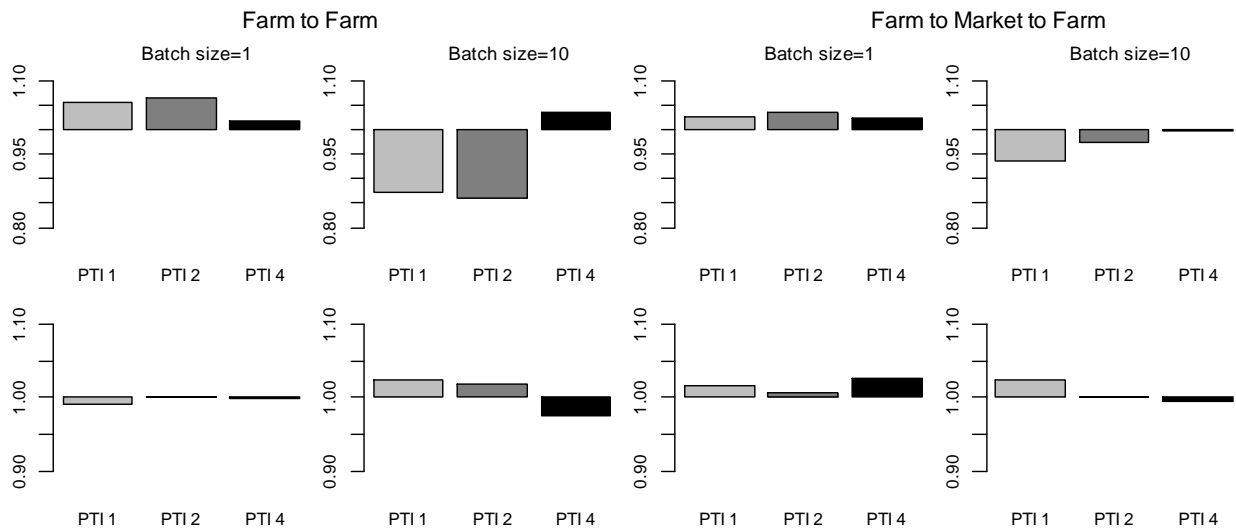 Farm to Farm Farm to Market to Farm
Batch size=1 Batch size=10 Batch size=1 Batch size=10
1.10 1.10 1.10 1.10
0.95 0.95 0.95 0.95
0.80 0.80 0.80 0.80
PTI 1 PTI 2 PTI 4 PTI 1 PTI 2 PTI 4 PTI 1 PTI 2 PTI 4 PTI 1 PTI 2 PTI 4
1.10 1.10 1.10 1.10
1.00 1.00 1.00 1.00
0.90 0.90 0.90 0.90
PTI 1 PTI 2 PTI 4 PTI 1 PTI 2 PTI 4 PTI 1 PTI 2 PTI 4 PTI 1 PTI 2 PTI 4